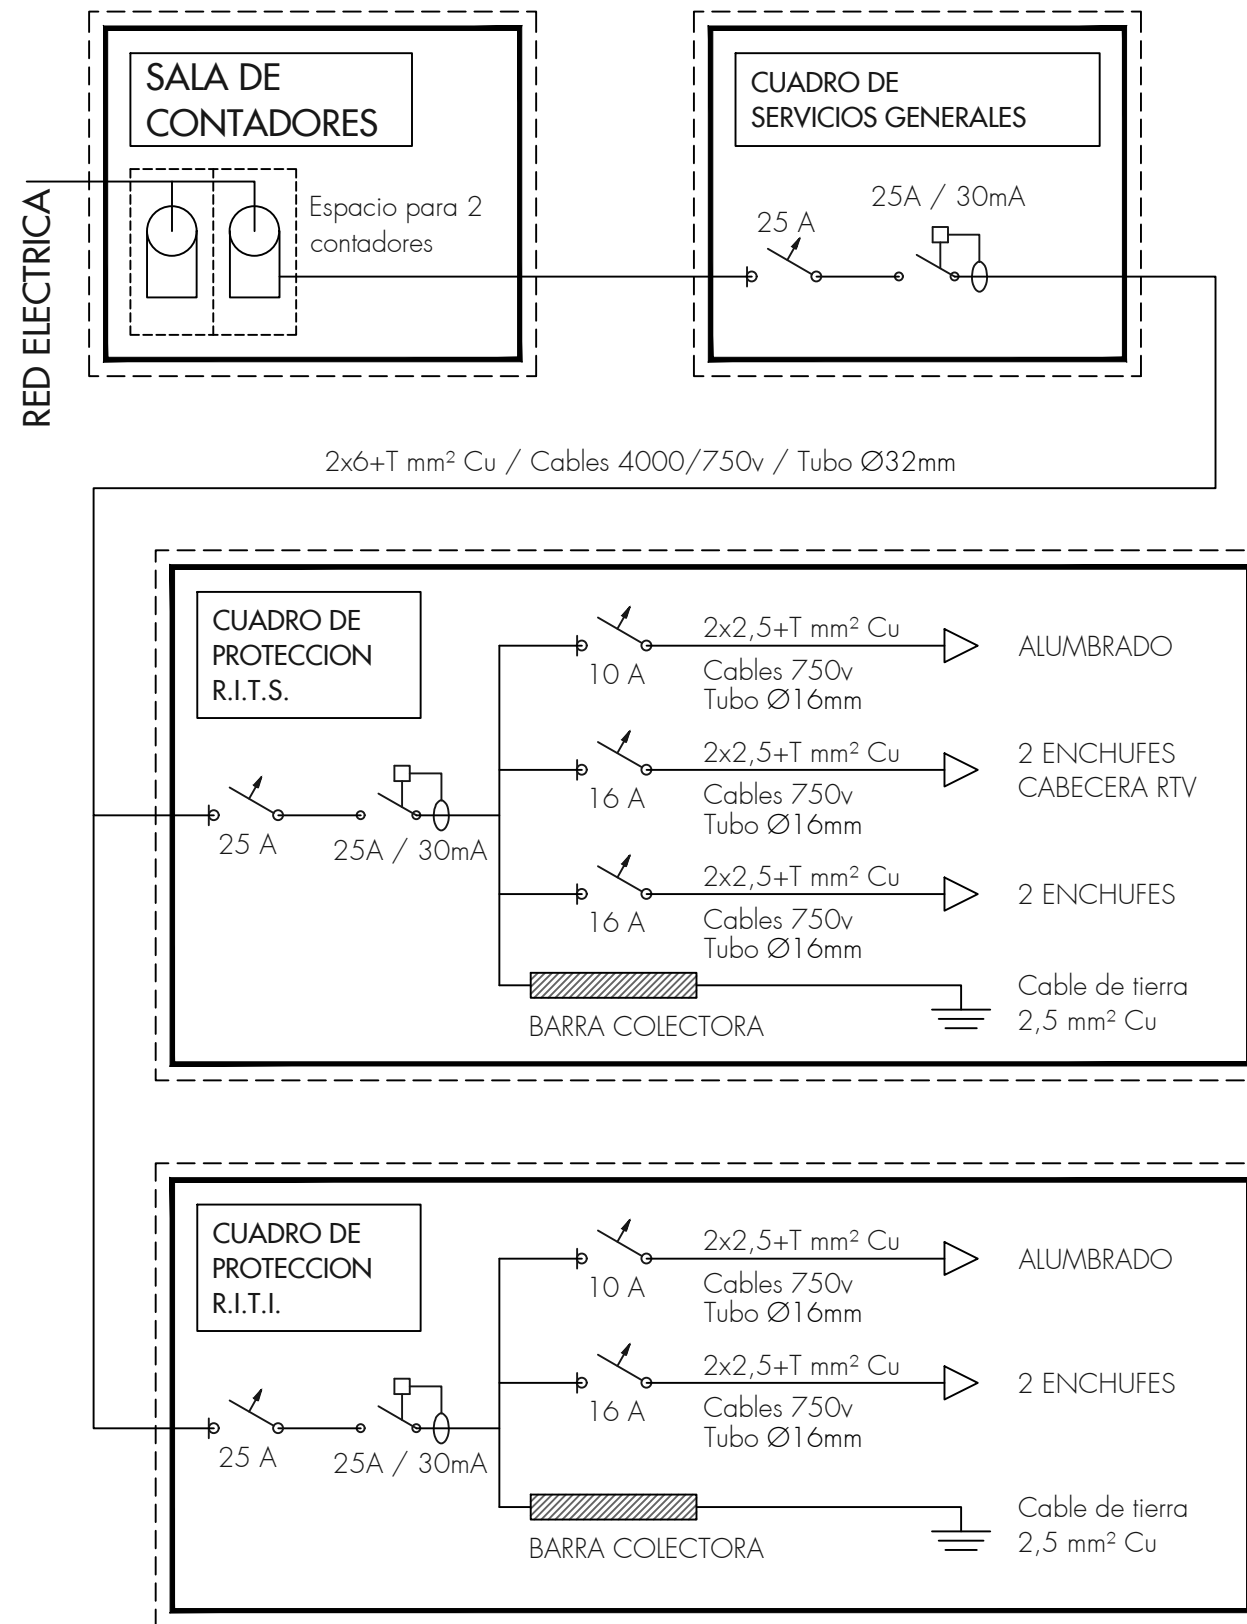 SALA DE
CONTADORES
RED ELECTRICA
Espacio para 2
contadores
CUADRO DE
SERVICIOS GENERALES
25 A
25A / 30mA
2x6+T mm² Cu / Cables 4000/750v / Tubo Ø32mm
CUADRO DE
PROTECCION
R.I.T.S.
25 A
25A / 30mA
10 A
2x2,5+T mm² Cu
Cables 750v
Tubo Ø16mm
ALUMBRADO
16 A
2x2,5+T mm² Cu
Cables 750v
Tubo Ø16mm
2 ENCHUFES
CABECERA RTV
16 A
2x2,5+T mm² Cu
Cables 750v
Tubo Ø16mm
2 ENCHUFES
BARRA COLECTORA
Cable de tierra
2,5 mm² Cu
CUADRO DE
PROTECCION
R.I.T.I.
25 A
25A / 30mA
10 A
2x2,5+T mm² Cu
Cables 750v
Tubo Ø16mm
ALUMBRADO
16 A
2x2,5+T mm² Cu
Cables 750v
Tubo Ø16mm
2 ENCHUFES
BARRA COLECTORA
Cable de tierra
2,5 mm² Cu